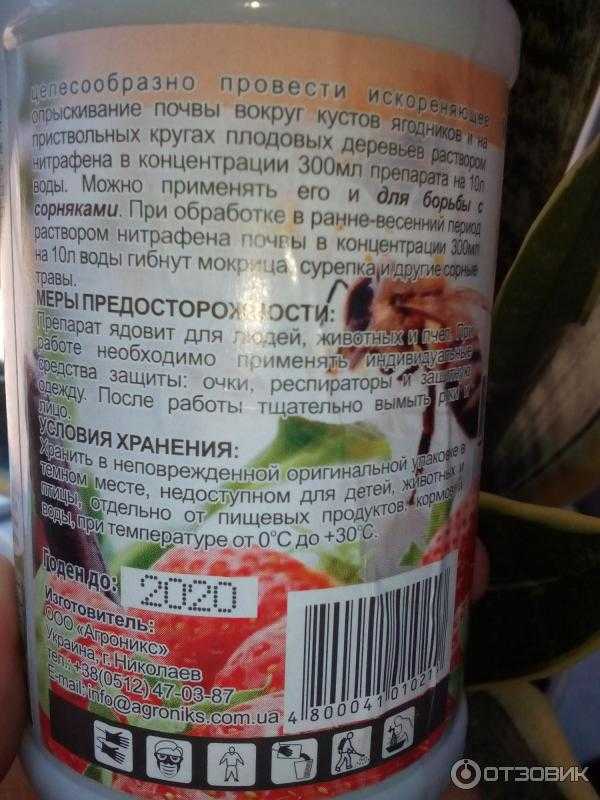 целесообразно провести искореняющее
опрыскивание почвы вокруг кустов ягодников и на
приствольных кругах плодовых деревьев раствором
нитрафена в концентрации 300мл препарата на 10л
воды. Можно применять его и для борьбы с
сорняками. При обработке в ранне-весенний период
раствором нитрафена почвы в концентрации 300мл
на 10л воды гибнут мокрица, сурепка и другие сорные
травы.
МЕРЫ ПРЕДОСТОРОЖНОСТИ:
Препарат ядовит для людей, животных и пчел. При
работе необходимо применять индивидуальные
средства защиты: очки, респираторы и защитную
одежду. После работы тщательно вымыть руки и
лицо.
УСЛОВИЯ ХРАНЕНИЯ:
Хранить в неповрежденной оригинальной упаковке в
темном месте, недоступном для детей, животных и
птицы, отдельно от пищевых продуктов, кормов и
воды, при температуре от 0°С до +30°С.
Годен до: 2020
Изготовитель:
ООО «Агроникс»
Украина, г. Николаев
тел.: +38(0512) 47-03-87
E-mail: info@agroniks.com.ua
4 800041 01021
ОТЗОВИК